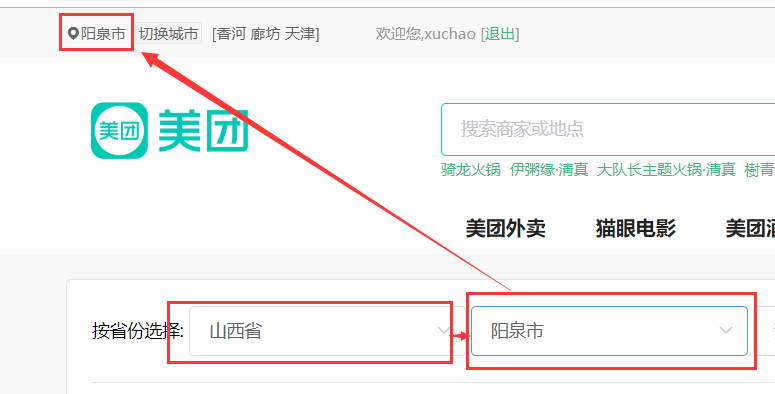 阳泉市 切换城市 [香河 廊坊 天津] 欢迎您,xuchao [退出]
美团 美团
搜索商家或地点
骑龙火锅 伊粥缘·清真 大队长主题火锅·清真 樹青
美团外卖 猫眼电影 美团酒
按省份选择: 山西省 阳泉市